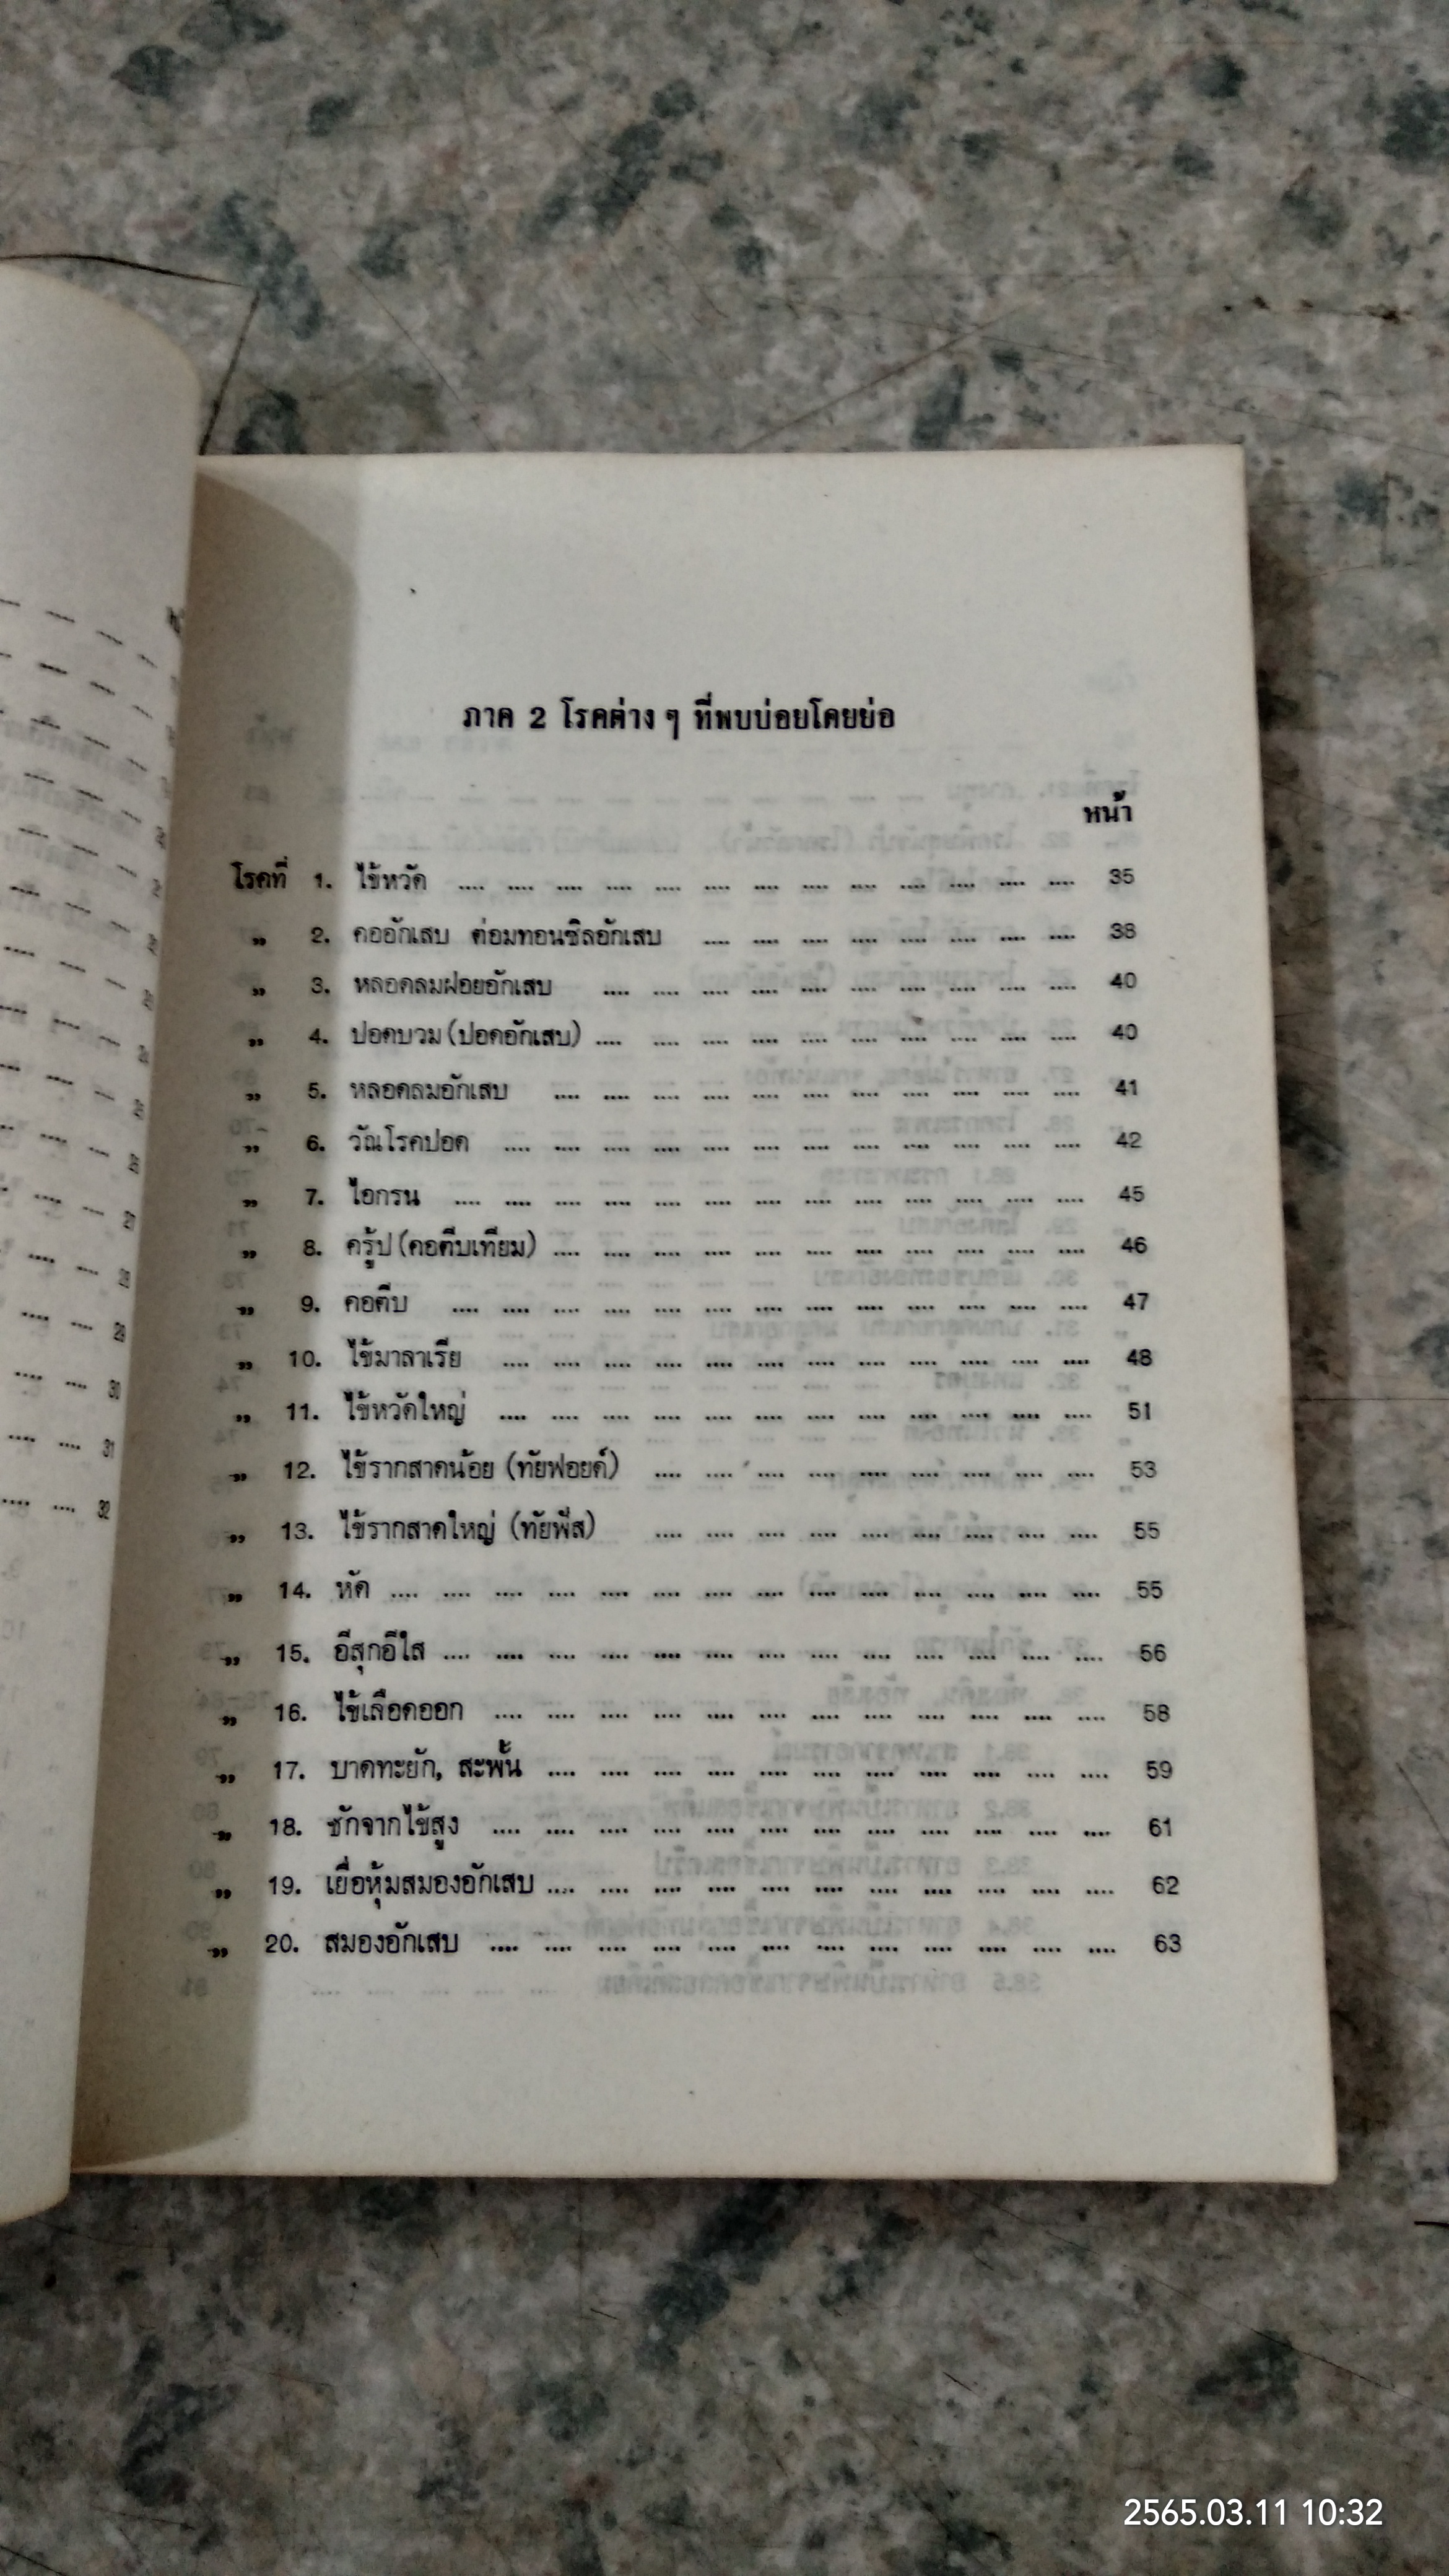 ภาค 2 โรคต่าง ๆ ที่พบบ่อยโดยย่อ
หน้า
โรคที่ 1. ไข้หวัด .... .... .... .... .... .... .... .... .... .... .... .... .... 35
„ 2. คออักเสบ ต่อมทอนซิลอักเสบ .... .... .... .... .... .... .... .... 38
„ 3. หลอดลมฝอยอักเสบ .... .... .... .... .... .... .... .... .... .... 40
„ 4. ปอดบวม (ปอดอักเสบ) .... .... .... .... .... .... .... .... .... .... 40
„ 5. หลอดลมอักเสบ .... .... .... .... .... .... .... .... .... .... .... 41
„ 6. วัณโรคปอด .... .... .... .... .... .... .... .... .... .... .... .... 42
„ 7. ไอกรน .... .... .... .... .... .... .... .... .... .... .... .... .... 45
„ 8. ครู้ป (คอตีบเทียม) .... .... .... .... .... .... .... .... .... .... .... 46
„ 9. คอตีบ .... .... .... .... .... .... .... .... .... .... .... .... .... 47
„ 10. ไข้มาลาเรีย .... .... .... .... .... .... .... .... .... .... .... .... 48
„ 11. ไข้หวัดใหญ่ .... .... .... .... .... .... .... .... .... .... .... .... 51
„ 12. ไข้รากสาดน้อย (ทัยฟอยด์) .... .... .... .... .... .... .... .... .... 53
„ 13. ไข้รากสาดใหญ่ (ทัยฟัส) .... .... .... .... .... .... .... .... .... 55
„ 14. หัด .... .... .... .... .... .... .... .... .... .... .... .... .... .... 55
„ 15. อีสุกอีใส .... .... .... .... .... .... .... .... .... .... .... .... .... 56
„ 16. ไข้เลือดออก .... .... .... .... .... .... .... .... .... .... .... .... 58
„ 17. บาดทะยัก, สะพั้น .... .... .... .... .... .... .... .... .... .... .... 59
„ 18. ชักจากไข้สูง .... .... .... .... .... .... .... .... .... .... .... .... 61
„ 19. เยื่อหุ้มสมองอักเสบ .... .... .... .... .... .... .... .... .... .... .... 62
„ 20. สมองอักเสบ .... .... .... .... .... .... .... .... .... .... .... .... 63
27
28
29
30
31
32
2565.03.11 10:32